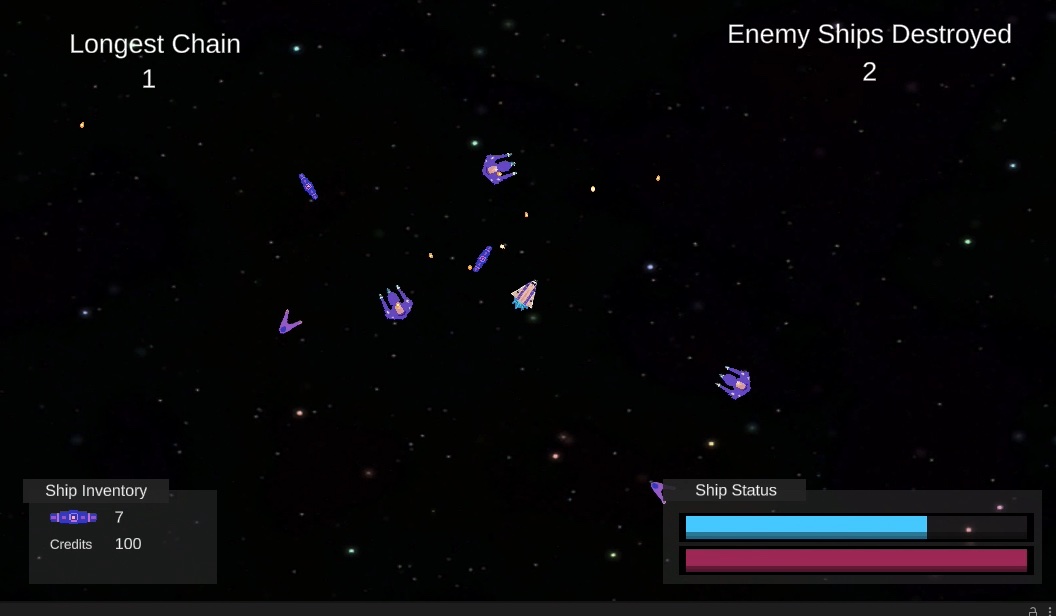 Longest Chain
1
Enemy Ships Destroyed
2
Ship Inventory
7
Credits 100
Ship Status